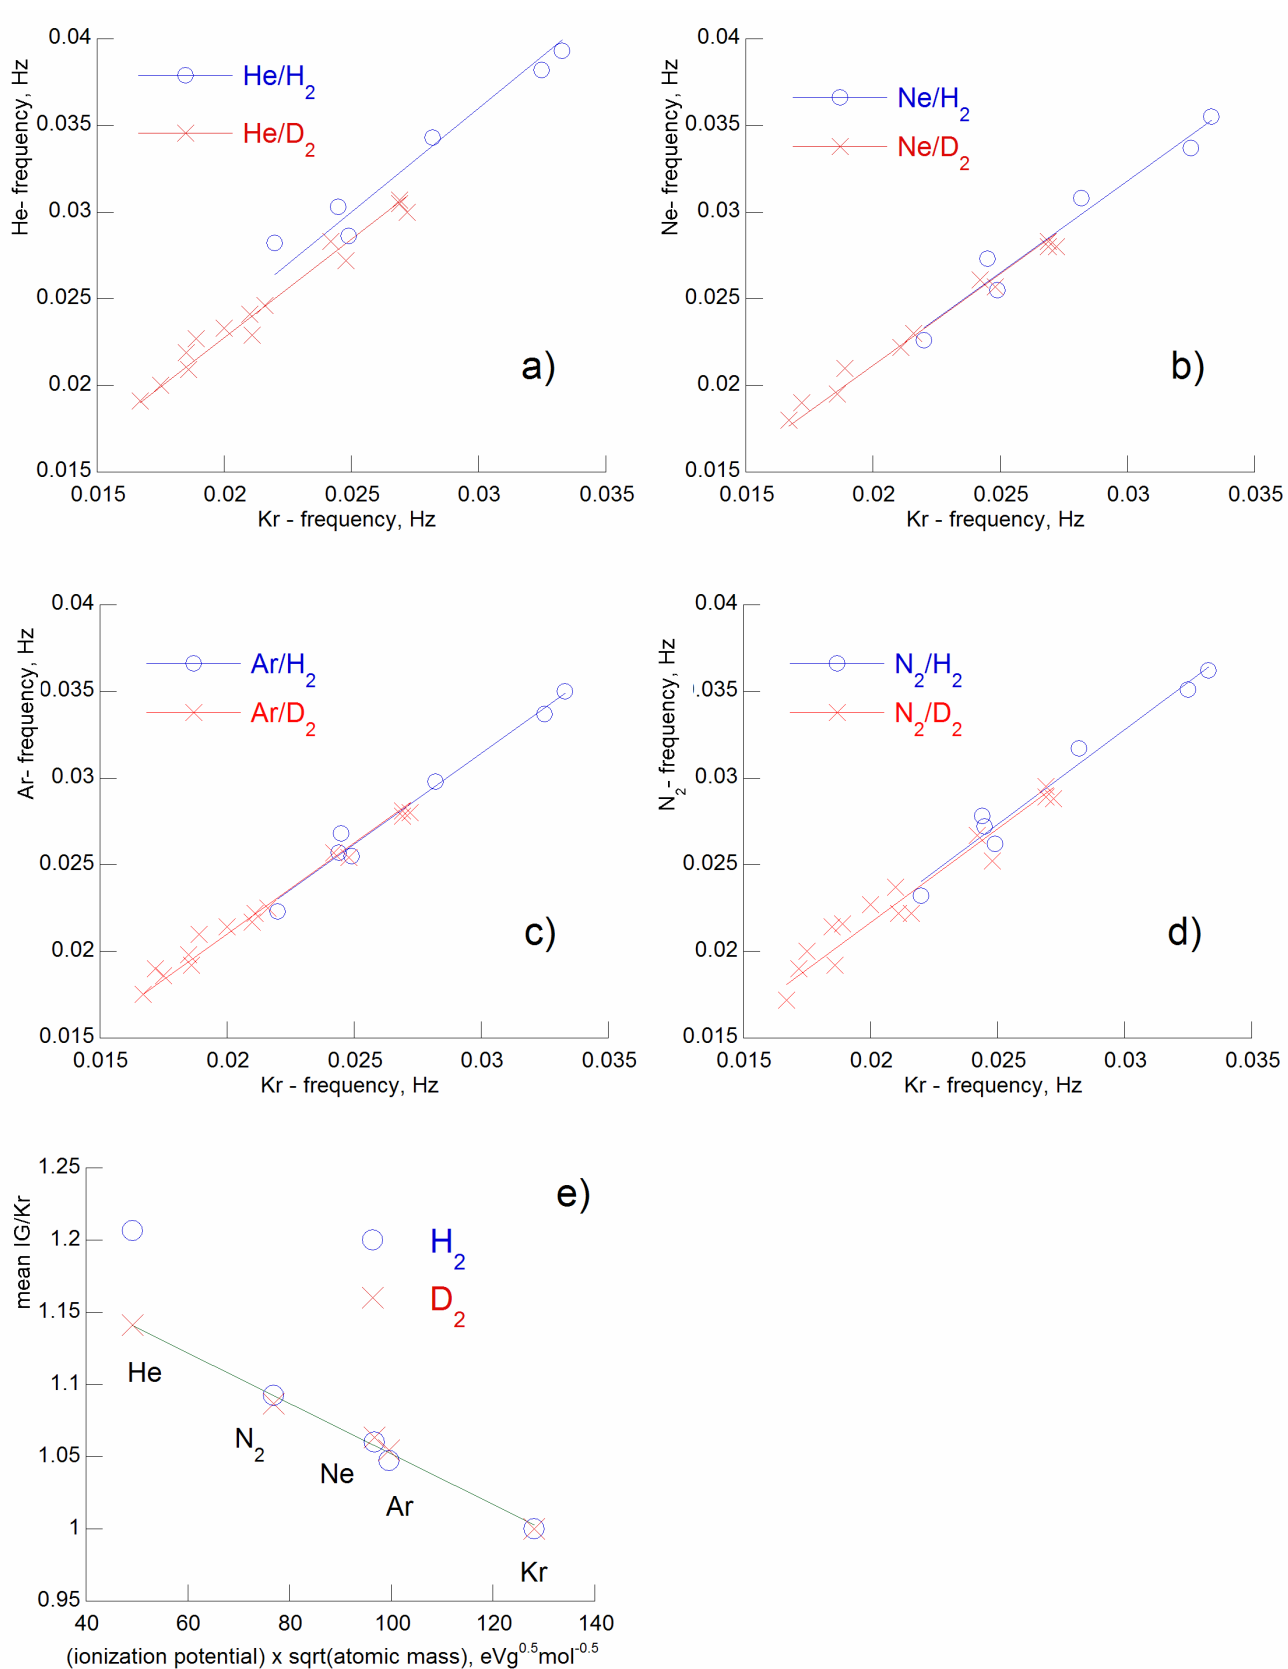 0.04
He/H2
0.035
He/D2
0.03
He- frequency, Hz
0.025
0.02
a)
0.015
0.015 0.02 0.025 0.03 0.035
Kr - frequency, Hz
0.04
Ne/H2
0.035
Ne/D2
0.03
Ne- frequency, Hz
0.025
0.02
b)
0.015
0.015 0.02 0.025 0.03 0.035
Kr - frequency, Hz
0.04
Ar/H2
0.035
Ar/D2
0.03
Ar- frequency, Hz
0.025
0.02
c)
0.015
0.015 0.02 0.025 0.03 0.035
Kr - frequency, Hz
0.04
N2/H2
.035
N2/D2
0.03
N2- frequency, Hz
0.025
0.02
d)
0.015
0.015 0.02 0.025 0.03 0.035
Kr - frequency, Hz
1.25
e)
1.2
H2
mean IG/Kr
1.15
D2
He
1.1
N2
1.05
Ne
Ar
1
Kr
0.95
40 60 80 100 120 140
(ionization potential) x sqrt(atomic mass), eVg^0.5mol^-0.5